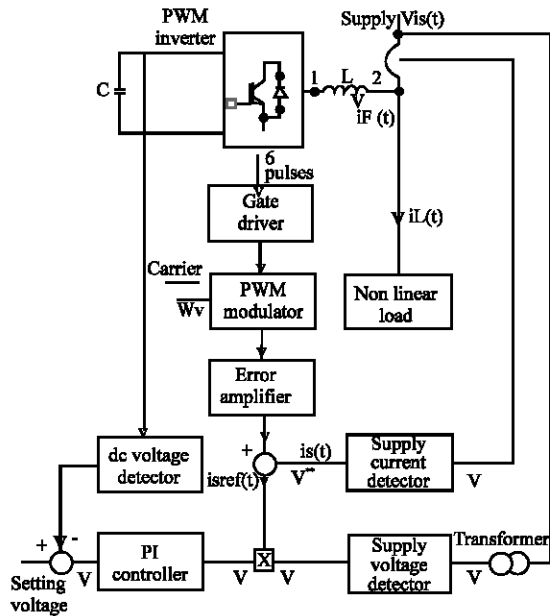 PWM
inverter
Supply Vis(t)
C
1
L
2
V
iF (t)
6
pulses
Gate
driver
iL(t)
Carrier
Wv
PWM
modulator
Non linear
load
Error
amplifier
dc voltage
detector
+
isref(t)
is(t)
V**
Supply
current
detector
V
+
-
Setting
voltage
V
PI
controller
V
X
V
Supply
voltage
detector
Transformer
V